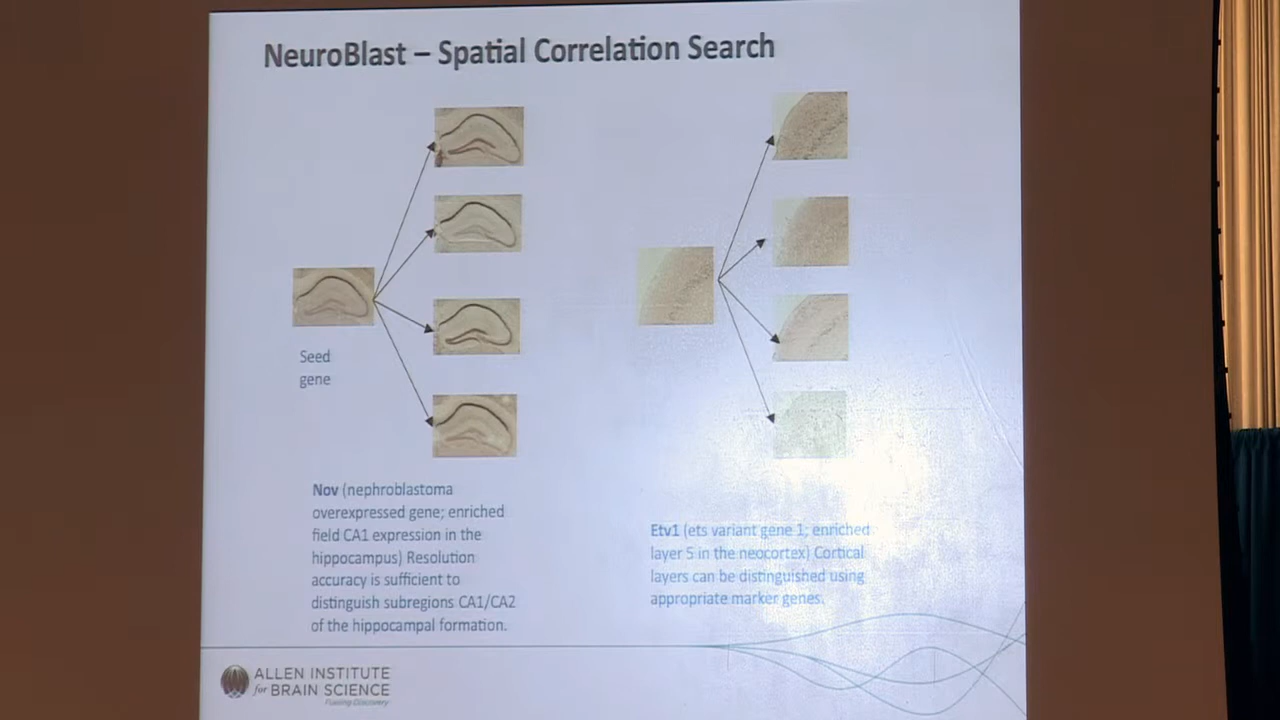 NeuroBlast – Spatial Correlation Search
Seed
gene
Nov (nephroblastoma
overexpressed gene; enriched
field CA1 expression in the
hippocampus) Resolution
accuracy is sufficient to
distinguish subregions CA1/CA2
of the hippocampal formation.
Etv1 (ets variant gene 1; enriched
layer 5 in the neocortex) Cortical
layers can be distinguished using
appropriate marker genes.
ALLEN INSTITUTE
for BRAIN SCIENCE
Fueling Discovery